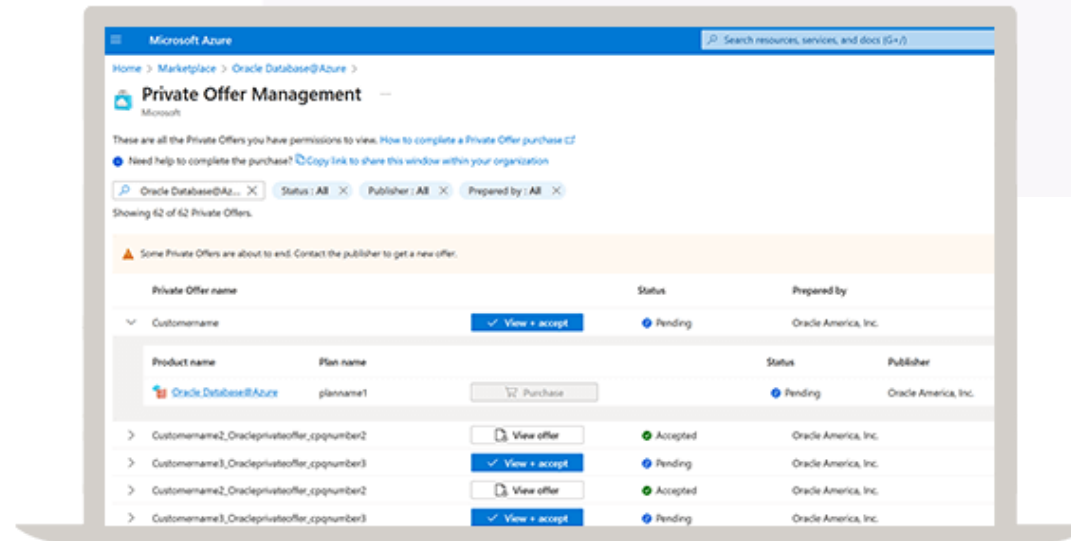 Microsoft Azure
Search resources, services, and docs (G+/)
Home > Marketplace > Oracle Database@Azure >
Private Offer Management ...
Microsoft
These are all the Private Offers you have permissions to view. How to complete a Private Offer purchase
Need help to complete the purchase? Copy link to share this window within your organization
Oracle Database@Az... Status : All Publisher : All Prepared by : All
Showing 62 of 62 Private Offers.
Some Private Offers are about to end. Contact the publisher to get a new offer.
Private Offer name Status Prepared by
Customername View + accept Pending Oracle America, Inc.
Product name Plan name Status Publisher
Oracle Database@Azure planname1 Purchase Pending Oracle America, Inc.
Customername2_Oracleprivateoffer_cpqnumber2 View offer Accepted Oracle America, Inc.
Customername3_Oracleprivateoffer_cpqnumber3 View + accept Pending Oracle America, Inc.
Customername2_Oracleprivateoffer_cpqnumber2 View offer Accepted Oracle America, Inc.
Customername3_Oracleprivateoffer_cpqnumber3 View + accept Pending Oracle America, Inc.